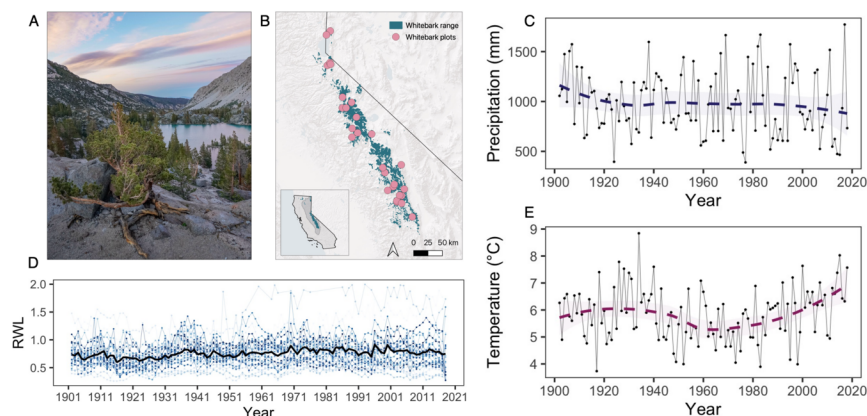 A
B
Whitebark range
Whitebark plots
0 25 50 km
C
Precipitation (mm)
1500
1000
500
1900 1920 1940 1960 1980 2000 2020
Year
D
RWL
2.0
1.5
1.0
0.5
1901 1911 1921 1931 1941 1951 1961 1971 1981 1991 2001 2011 2021
Year
E
Temperature (°C)
9
8
7
6
5
4
1900 1920 1940 1960 1980 2000 2020
Year